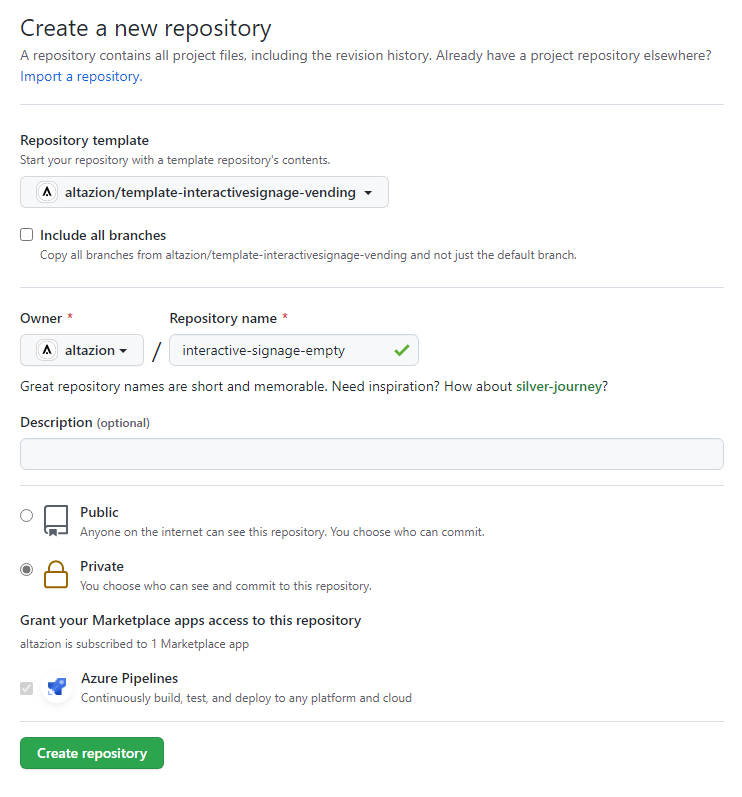 Create a new repository
A repository contains all project files, including the revision history. Already have a project repository elsewhere?
Import a repository.
Repository template
Start your repository with a template repository's contents.
altazion/template-interactivesignage-vending
Include all branches
Copy all branches from altazion/template-interactivesignage-vending and not just the default branch.
Owner * Repository name *
altazion / interactive-signage-empty
Great repository names are short and memorable. Need inspiration? How about silver-journey?
Description (optional)
Public
Anyone on the internet can see this repository. You choose who can commit.
Private
You choose who can see and commit to this repository.
Grant your Marketplace apps access to this repository
altazion is subscribed to 1 Marketplace app
Azure Pipelines
Continuously build, test, and deploy to any platform and cloud
Create repository